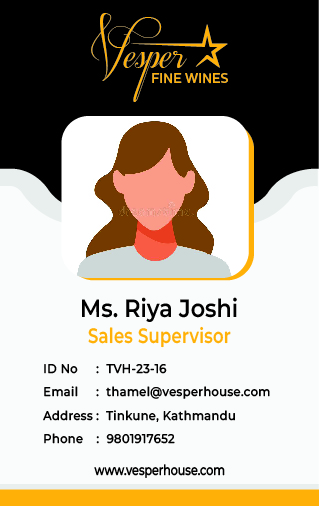 Vesper
FINE WINES
Ms. Riya Joshi
Sales Supervisor
ID No : TVH-23-16
Email : thamel@vesperhouse.com
Address : Tinkune, Kathmandu
Phone : 9801917652
www.vesperhouse.com